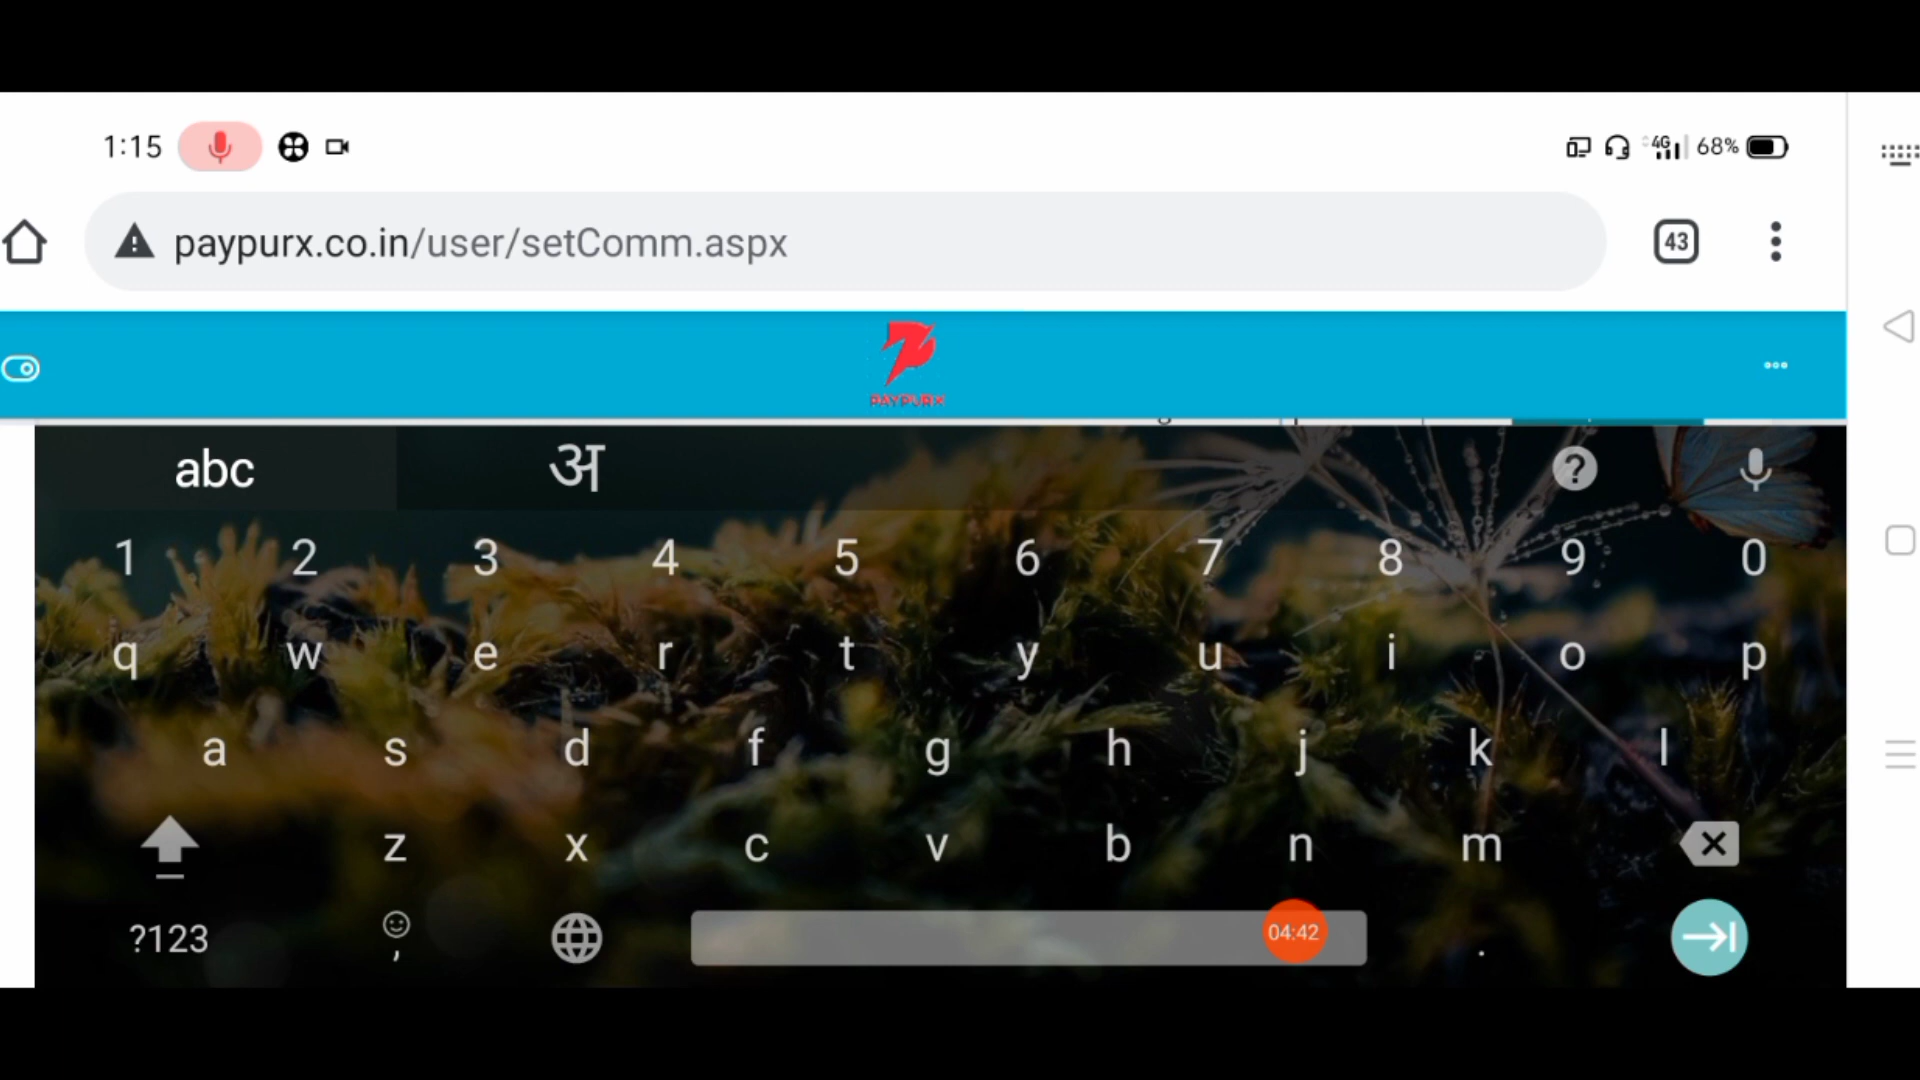 1:15 4G 68%
paypurx.co.in/user/setComm.aspx 43
PAYPURX
abc अ ?
1 2 3 4 5 6 7 8 9 0
q w e r t y u i o p
a s d f g h j k l
z x c v b n m
?123 , 04:42 .